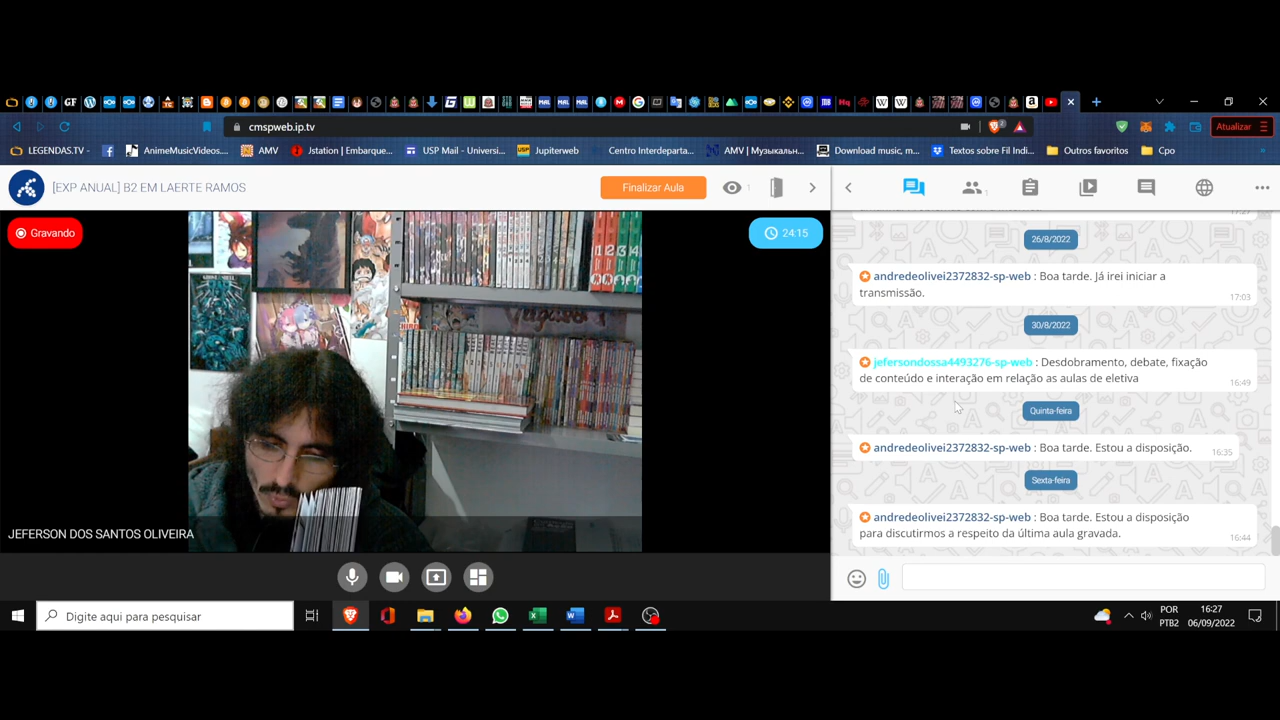 cmspweb.ip.tv
Atualizar
LEGENDAS.TV
AnimeMusicVideos...
AMV
Jstation | Embarque...
USP Mail - Universi...
Jupiterweb
Centro Interdeparta...
AMV | Музыкальн...
Download music, m...
Textos sobre Fil Indi...
Outros favoritos
Cpo
[EXP ANUAL] B2 EM LAERTE RAMOS
Finalizar Aula
1
1
Gravando
24:15
JEFERSON DOS SANTOS OLIVEIRA
17:27
26/8/2022
andredeolivei2372832-sp-web : Boa tarde. Já irei iniciar a
transmissão.
17:03
30/8/2022
jefersondossa4493276-sp-web : Desdobramento, debate, fixação
de conteúdo e interação em relação as aulas de eletiva
16:49
Quinta-feira
andredeolivei2372832-sp-web : Boa tarde. Estou a disposição.
16:35
Sexta-feira
andredeolivei2372832-sp-web : Boa tarde. Estou a disposição
para discutirmos a respeito da última aula gravada.
16:44
Digite aqui para pesquisar
POR
PTB2
16:27
06/09/2022